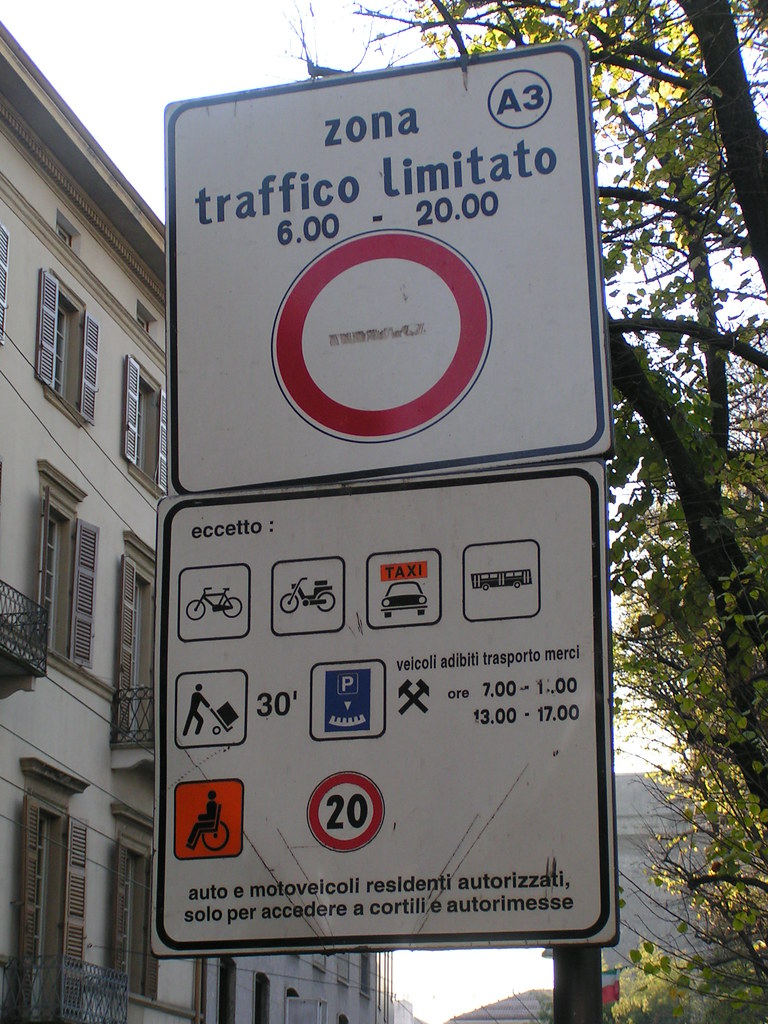 A3
zona
traffico limitato
6.00 - 20.00
eccetto :
TAXI
veicoli adibiti trasporto merci
30' P ore 7.00 -
13.00 - 17.00
20
auto e motoveicoli residenti autorizzati,
solo per accedere a cortili e autorimesse